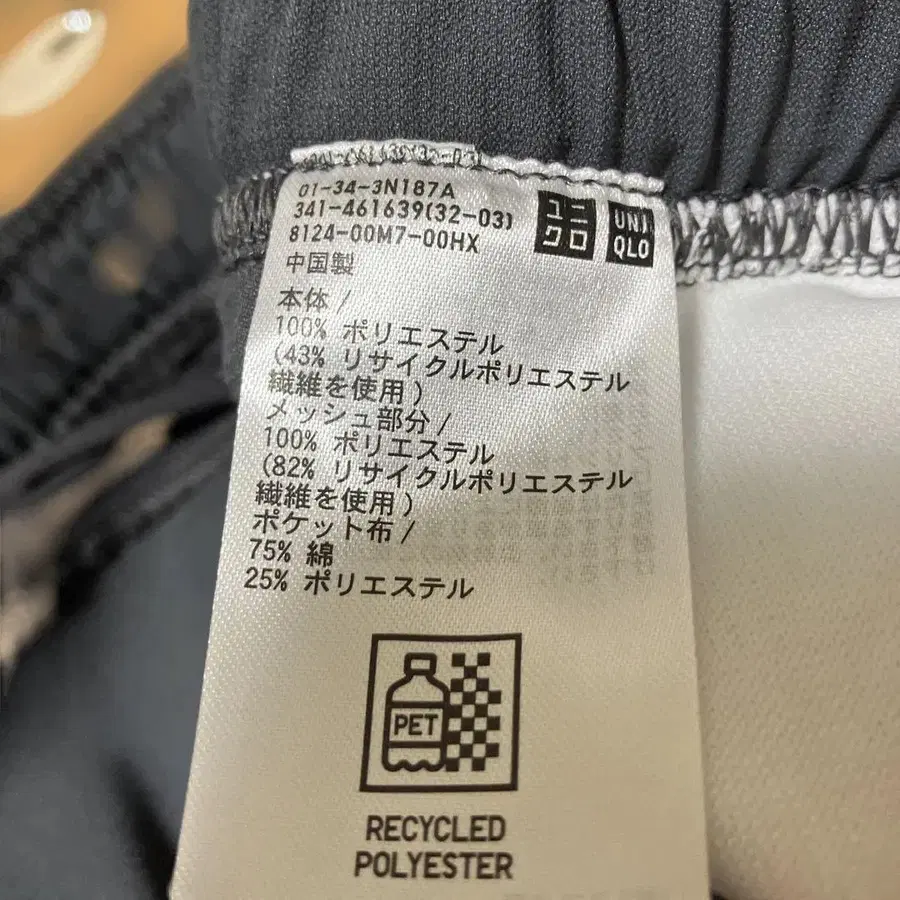 01-34-3N187A
341-461639(32-03)
8124-00M7-00HX
ユニクロ
UNIQLO
中国製
本体/
100% ポリエステル
(43% リサイクルポリエステル
繊維を使用)
メッシュ部分/
100% ポリエステル
(82% リサイクルポリエステル
繊維を使用)
ポケット布/
75% 綿
25% ポリエステル
PET
RECYCLED
POLYESTER